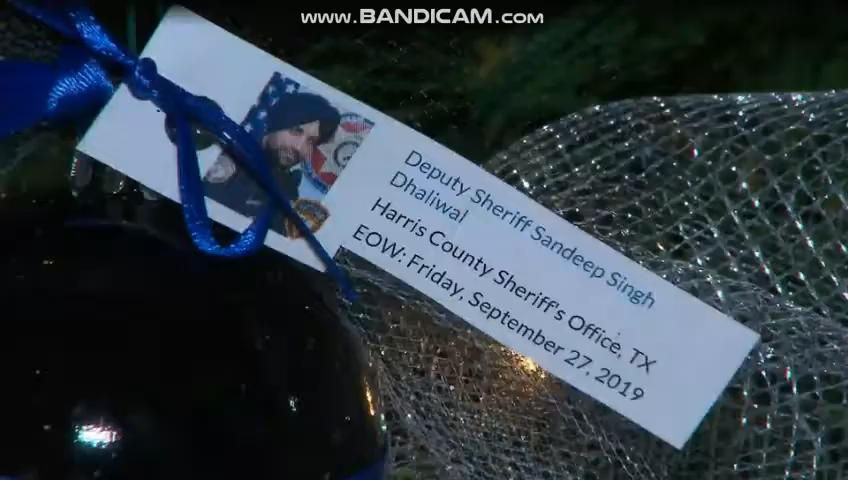 www.BANDICAM.com
Deputy Sheriff Sandeep Singh
Dhaliwal
Harris County Sheriff's Office, TX
EOW: Friday, September 27, 2019